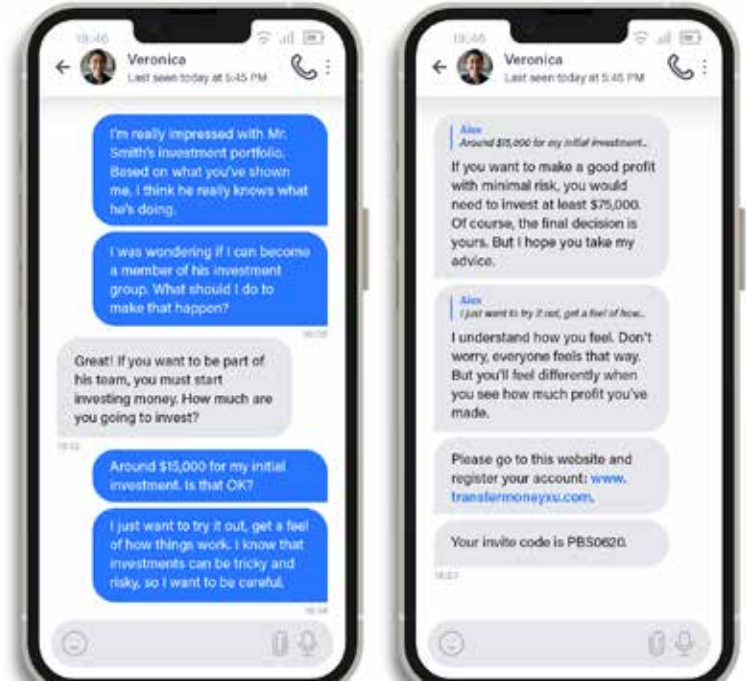 19:46
Veronica
Last seen today at 5:45 PM
I'm really impressed with Mr.
Smith's investment portfolio.
Based on what you've shown
me, I think he really knows what
he's doing.
I was wondering if I can become
a member of his investment
group. What should I do to
make that happen?
Great! If you want to be part of
his team, you must start
investing money. How much are
you going to invest?
Around $15,000 for my initial
investment. Is that OK?
I just want to try it out, get a feel
of how things work. I know that
investments can be tricky and
risky, so I want to be careful.
19:46
Veronica
Last seen today at 5:45 PM
Alex
Around $15,000 for my initial investment..
If you want to make a good profit
with minimal risk, you would
need to invest at least $75,000.
Of course, the final decision is
yours. But I hope you take my
advice.
Alex
I just want to try it out, get a feel of how...
I understand how you feel. Don't
worry, everyone feels that way.
But you'll feel differently when
you see how much profit you've
made.
Please go to this website and
register your account: www.
transfermoneyxu.com.
Your invite code is PBS0620.